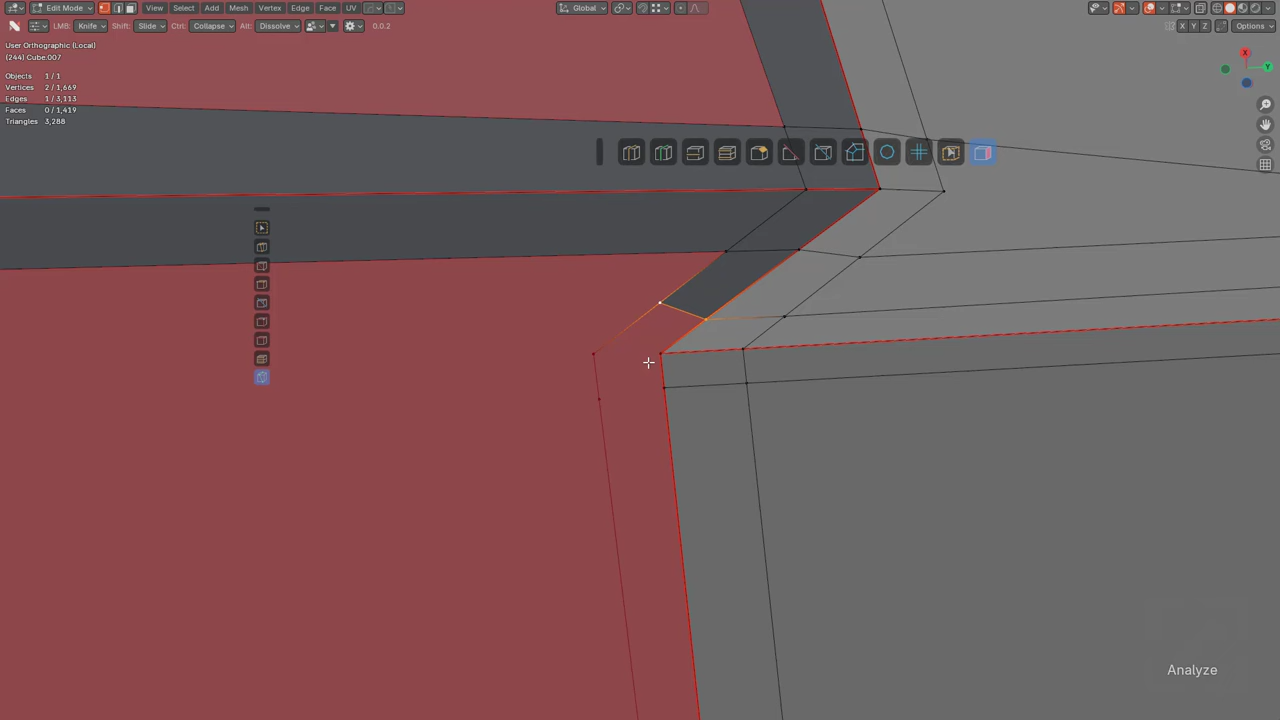 Edit Mode View Select Add Mesh Vertex Edge Face UV Global
LMB: Knife Shift: Slide Ctrl: Collapse Alt: Dissolve 0.0.2 X Y Z Options
User Orthographic (Local)
(244) Cube.007
Objects 1 / 1
Vertices 2 / 1,669
Edges 1 / 3,113
Faces 0 / 1,419
Triangles 3,288
X
Y
Analyze